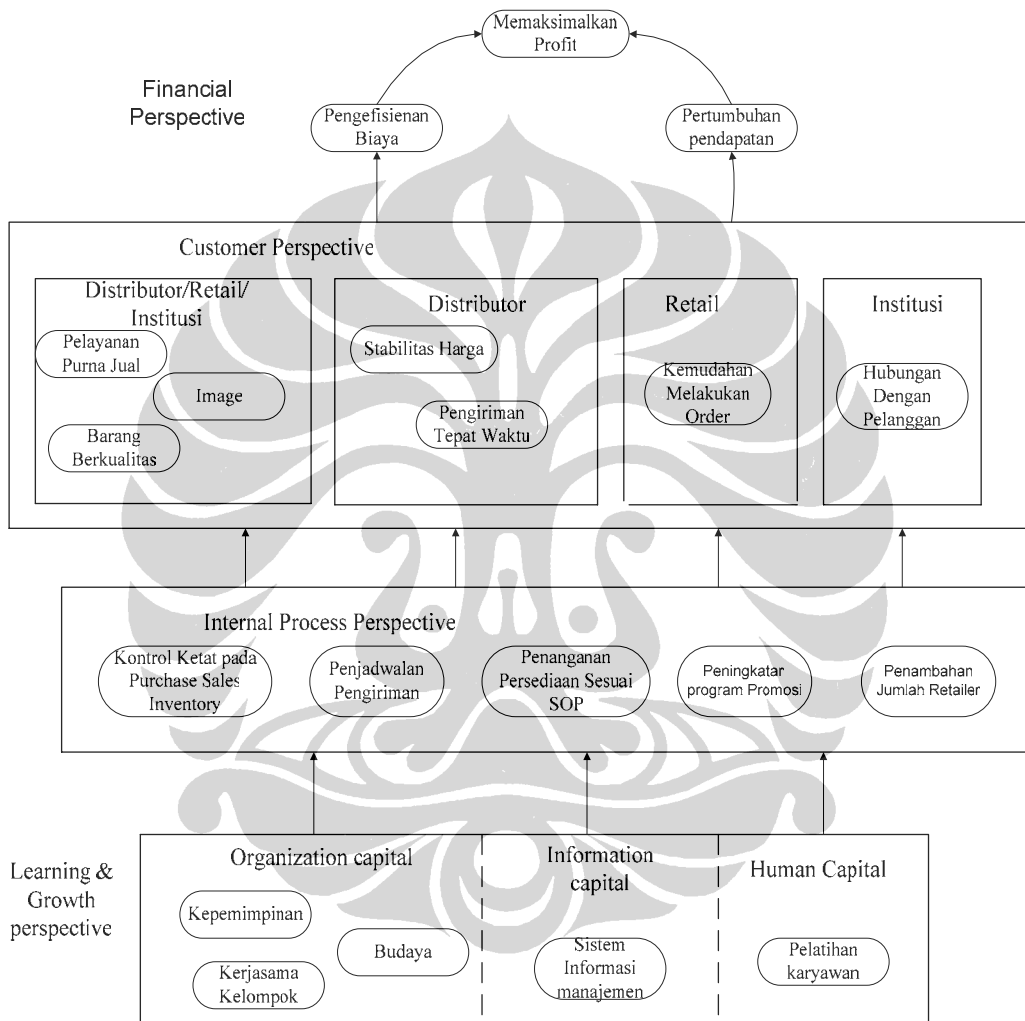 Memaksimalkan
Profit
Financial
Perspective
Pengefisienan
Biaya
Pertumbuhan
pendapatan
Customer Perspective
Distributor/Retail/
Institusi
Pelayanan
Purna Jual
Image
Barang
Berkualitas
Distributor
Stabilitas Harga
Pengiriman
Tepat Waktu
Retail
Kemudahan
Melakukan
Order
Institusi
Hubungan
Dengan
Pelanggan
Internal Process Perspective
Kontrol Ketat pada
Purchase Sales
Inventory
Penjadwalan
Pengiriman
Penanganan
Persediaan Sesuai
SOP
Peningkatar
program Promosi
Penambahan
Jumlah Retailer
Learning &
Growth
perspective
Organization capital
Kepemimpinan
Budaya
Kerjasama
Kelompok
Information
capital
Sistem
Informasi
manajemen
Human Capital
Pelatihan
karyawan